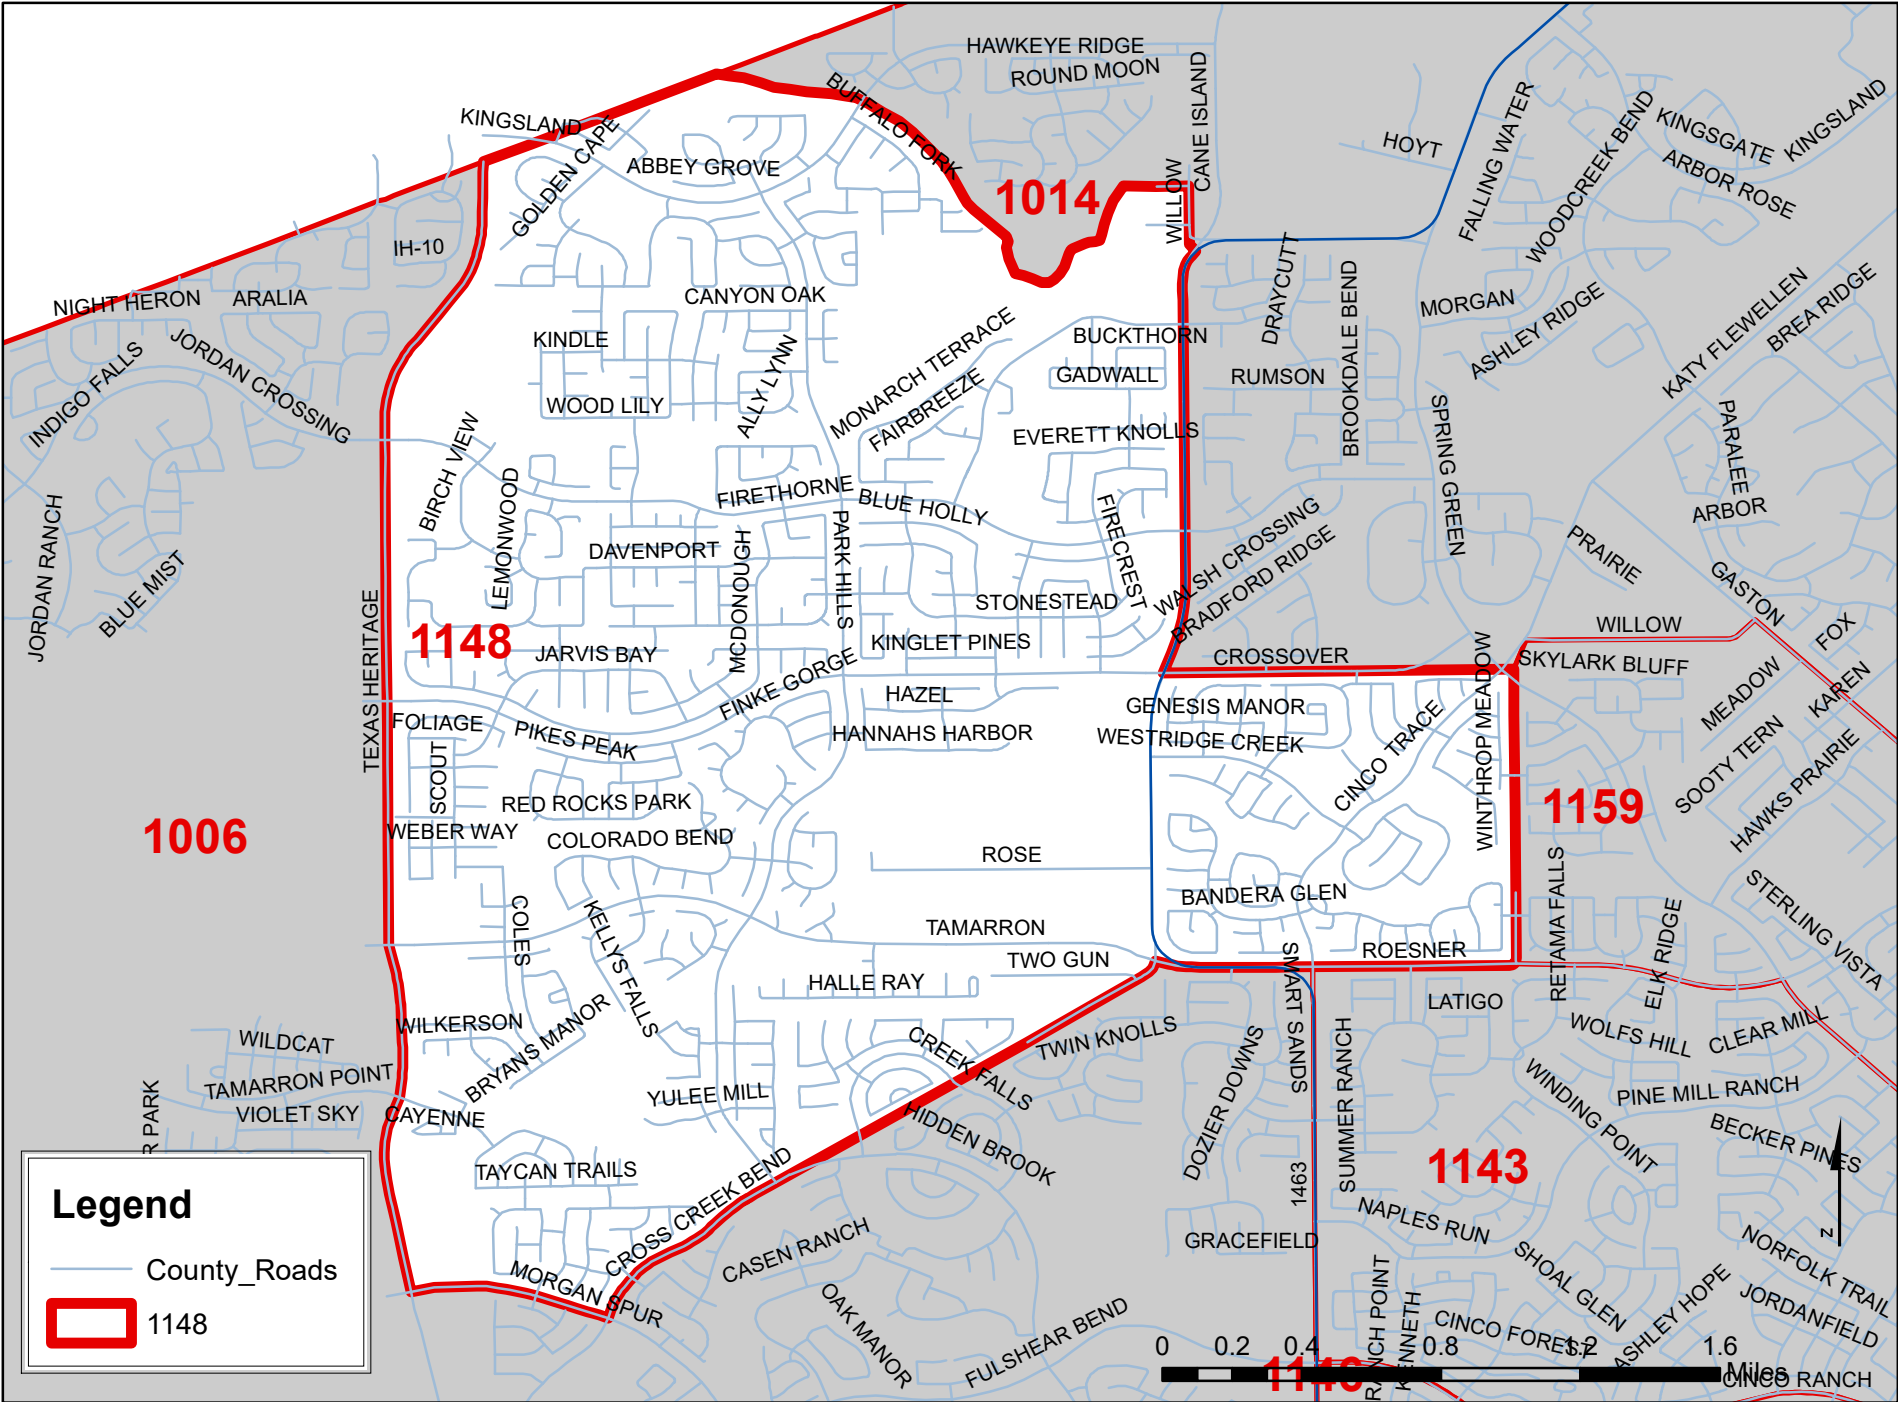 HAWKEYE RIDGE
ROUND MOON
BUFFALO FORK
CANE ISLAND
WILLOW
KINGSLAND
GOLDEN CAPE
ABBEY GROVE
1014
HOYT
FALLING WATER
WOODCREEK BEND
KINGSGATE
KINGSLAND
ARBOR ROSE
IH-10
NIGHT HERON
ARALIA
JORDAN CROSSING
INDIGO FALLS
CANYON OAK
KINDLE
WOOD LILY
ALLY LYNN
MONARCH TERRACE
FAIRBREEZE
BUCKTHORN
GADWALL
EVERETT KNOLLS
DRAYCUTT
RUMSON
BROOKDALE BEND
MORGAN
ASHLEY RIDGE
KATY FLEWELLEN
BREA RIDGE
SPRING GREEN
PARALEE
ARBOR
BIRCH VIEW
LEMONWOOD
FIRETHORNE
BLUE HOLLY
DAVENPORT
MCDONOUGH
PARK HILLS
FIRECREST
WALSH CROSSING
BRADFORD RIDGE
PRAIRIE
GASTON
FOX
JORDAN RANCH
BLUE MIST
TEXAS HERITAGE
1148
JARVIS BAY
STONESTEAD
KINGLET PINES
FINKE GORGE
HAZEL
HANNAHS HARBOR
CROSSOVER
WILLOW
SKYLARK BLUFF
MEADOW
KAREN
SOOTY TERN
HAWKS PRAIRIE
GENESIS MANOR
WESTRIDGE CREEK
CINCO TRACE
WINTHROP MEADOW
FOLIAGE
PIKES PEAK
SCOUT
RED ROCKS PARK
WEBER WAY
COLORADO BEND
1006
1159
ROSE
BANDERA GLEN
RETAMA FALLS
STERLING VISTA
COLES
KELLYS FALLS
TAMARRON
TWO GUN
HALLE RAY
SMART SANDS
ROESNER
ELK RIDGE
LATIGO
WOLFS HILL
CLEAR MILL
WILKERSON
BRYANS MANOR
WILDCAT
TAMARRON POINT
VIOLET SKY
CAYENNE
R PARK
YULEE MILL
CREEK FALLS
TWIN KNOLLS
HIDDEN BROOK
DOZIER DOWNS
SUMMER RANCH
WINDING POINT
PINE MILL RANCH
BECKER PINES
1143
TAYCAN TRAILS
CROSS CREEK BEND
MORGAN SPUR
CASEN RANCH
OAK MANOR
FULSHEAR BEND
GRACEFIELD
1463
NAPLES RUN
SHOAL GLEN
NORFOLK TRAIL
JORDANFIELD
ASHLEY HOPE
CINCO FOREST
RANCH POINT
KENNETH
CINCO RANCH
1146
Legend
County_Roads
1148
0 0.2 0.4 0.8 1.2 1.6
Miles
N